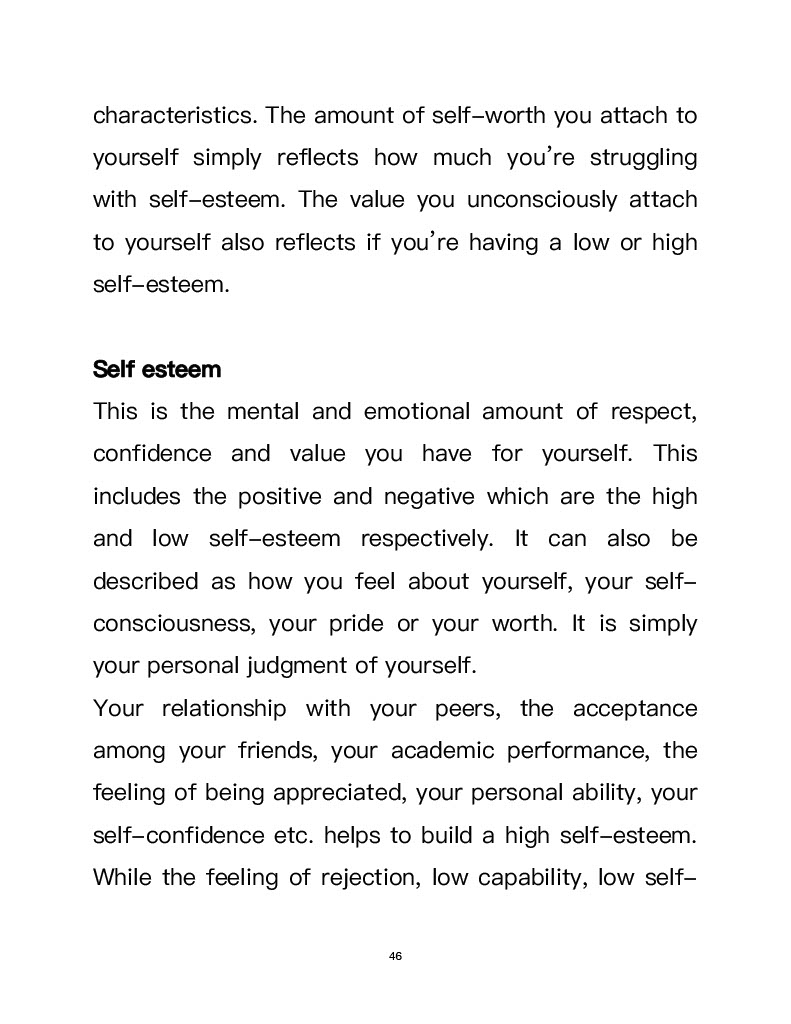 characteristics. The amount of self-worth you attach to
yourself simply reflects how much you're struggling
with self-esteem. The value you unconsciously attach
to yourself also reflects if you're having a low or high
self-esteem.
Self esteem
This is the mental and emotional amount of respect,
confidence and value you have for yourself. This
includes the positive and negative which are the high
and low self-esteem respectively. It can also be
described as how you feel about yourself, your self-
consciousness, your pride or your worth. It is simply
your personal judgment of yourself.
Your relationship with your peers, the acceptance
among your friends, your academic performance, the
feeling of being appreciated, your personal ability, your
self-confidence etc. helps to build a high self-esteem.
While the feeling of rejection, low capability, low self-
46